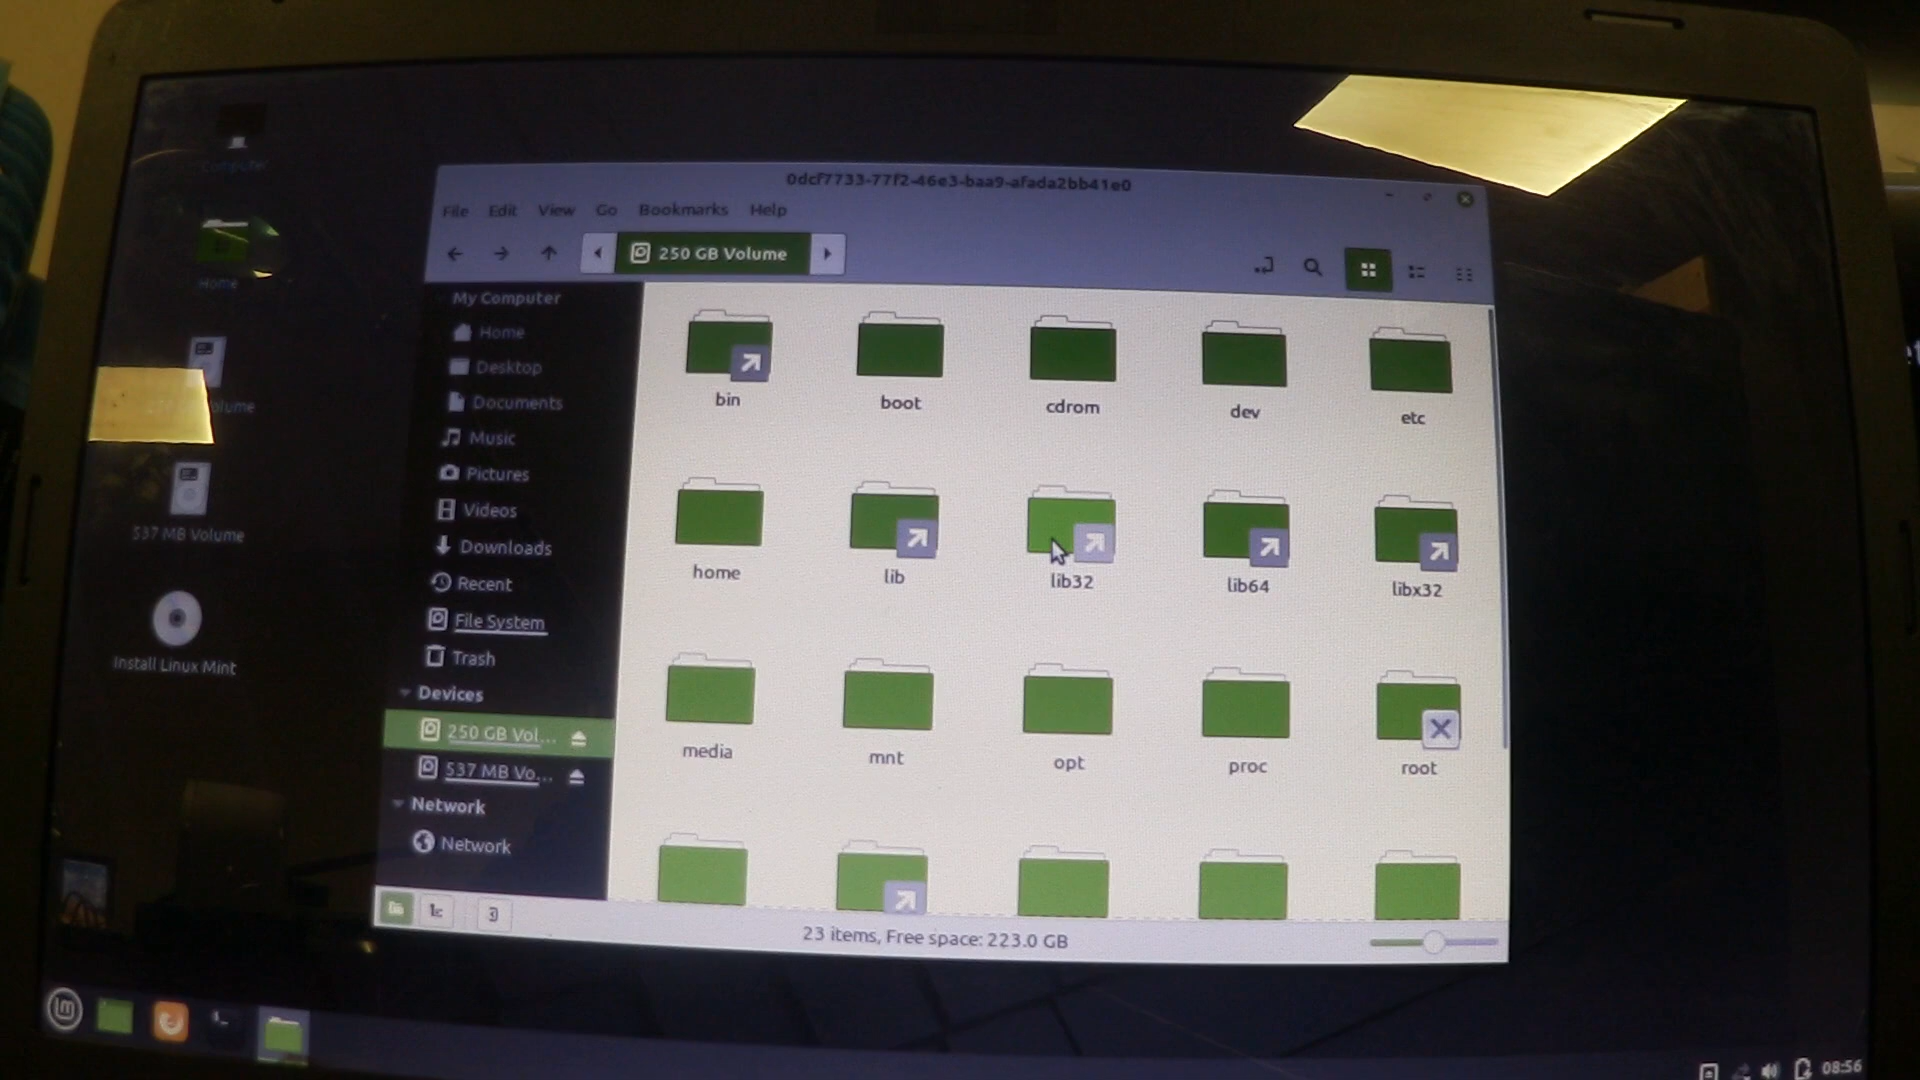 0dcf7733-77f2-46e3-baa9-afada2bb41e0
File Edit View Go Bookmarks Help
250 GB Volume
Computer
Home
Volume
537 MB Volume
Install Linux Mint
My Computer
Home
Desktop
Documents
Music
Pictures
Videos
Downloads
Recent
File System
Trash
Devices
250 GB Vol...
537 MB Vo...
Network
Network
bin boot cdrom dev etc
home lib lib32 lib64 libx32
media mnt opt proc root
23 items, Free space: 223.0 GB
08:56